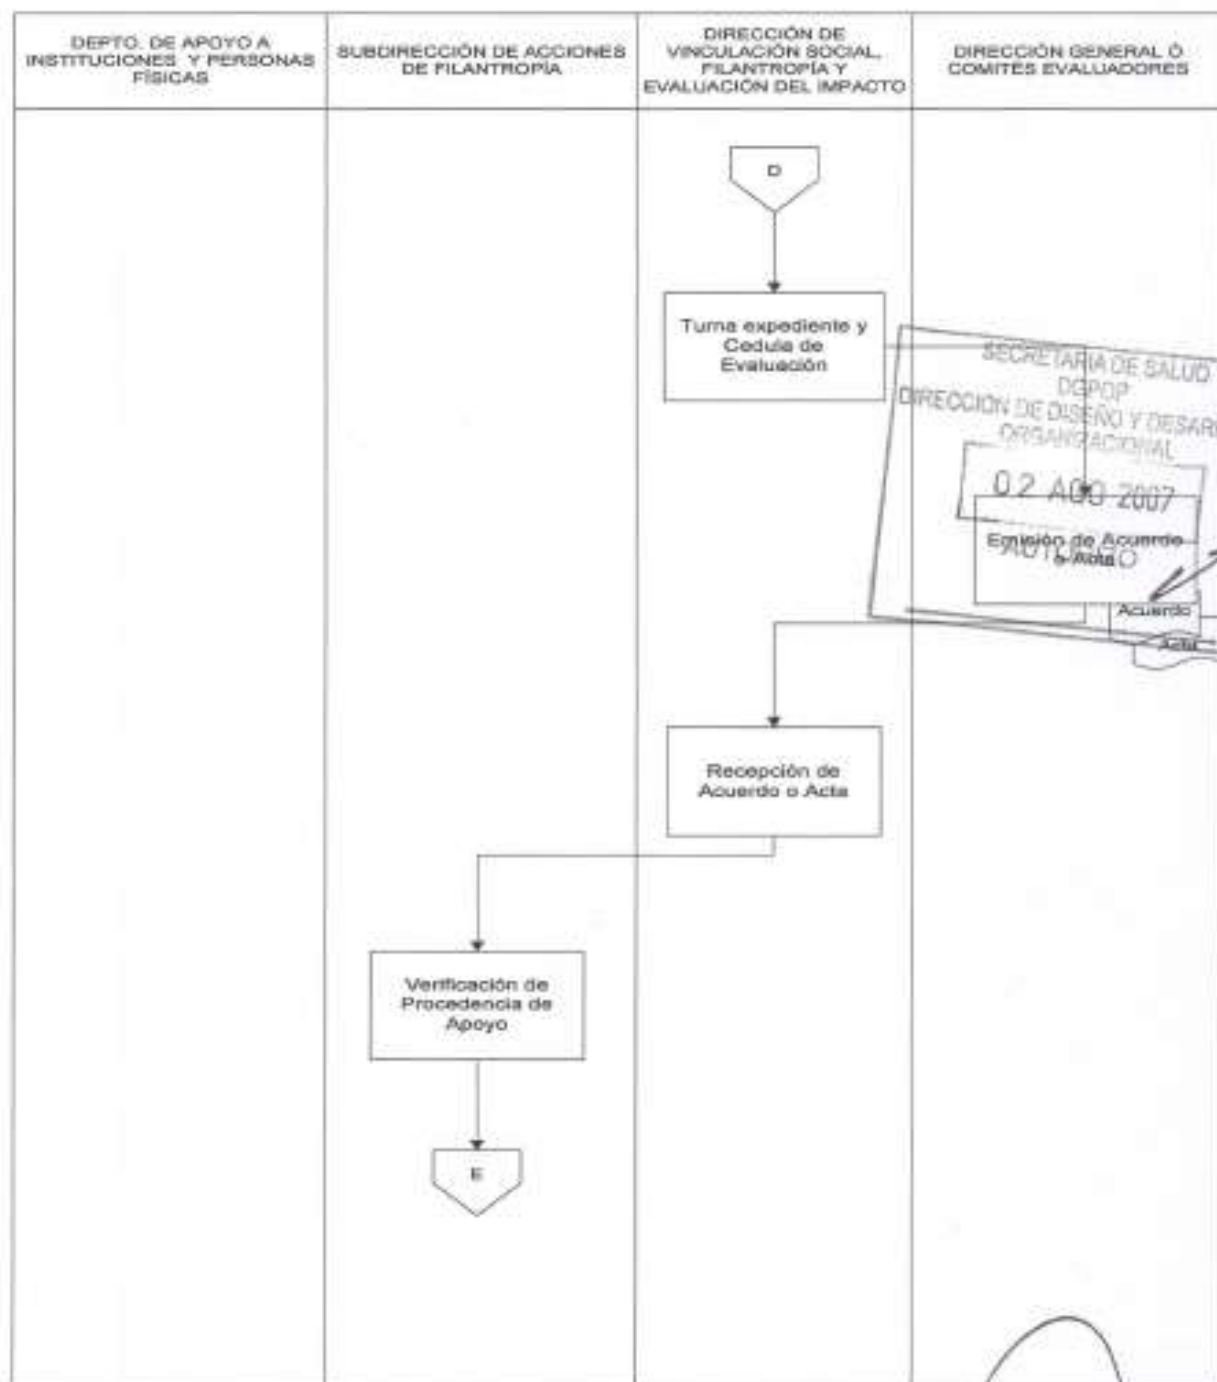 DEPTO. DE APOYO A
INSTITUCIONES Y PERSONAS
FÍSICAS
SUBDIRECCIÓN DE ACCIONES
DE FILANTROPÍA
DIRECCIÓN DE
VINCULACIÓN SOCIAL,
FILANTROPÍA Y
EVALUACIÓN DEL IMPACTO
DIRECCIÓN GENERAL Ó
COMITÉS EVALUADORES
D
Turna expediente y
Cedula de
Evaluación
SECRETARIA DE SALUD
DGPOP
DIRECCION DE DISEÑO Y DESARR
ORGANIZACIONAL
02 AGO 2007
Emisión de Acuerdo
o Acta
Acuerdo
Acta
Recepción de
Acuerdo o Acta
Verificación de
Procedencia de
Apoyo
E